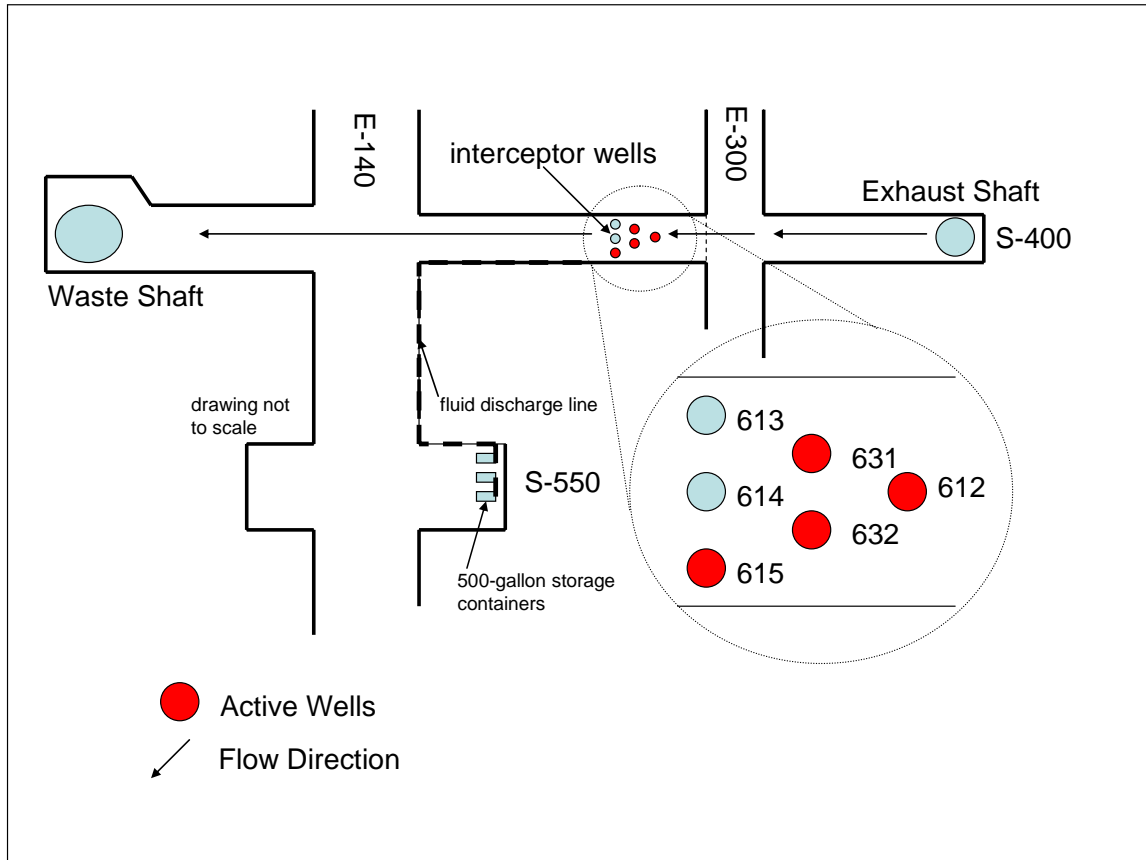 E-140
E-300
interceptor wells
Exhaust Shaft
S-400
Waste Shaft
drawing not
to scale
fluid discharge line
S-550
500-gallon storage
containers
613
631
612
614
632
615
Active Wells
Flow Direction